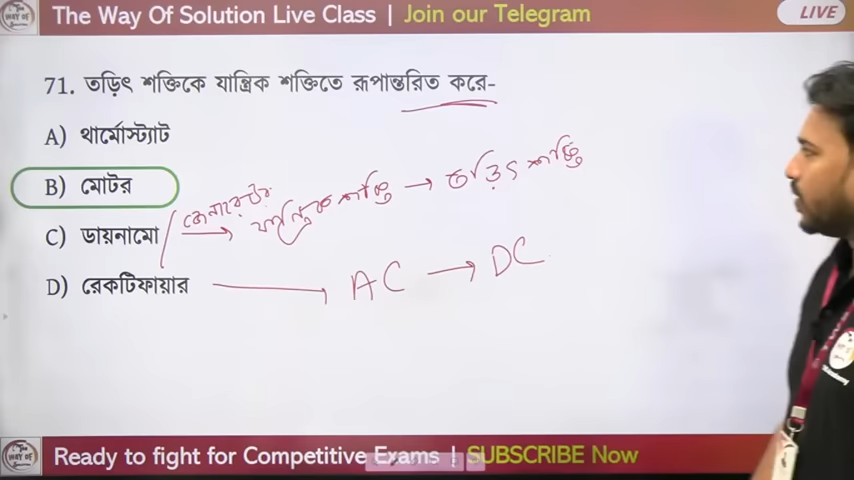 The Way Of Solution Live Class | Join our Telegram
LIVE
71. তড়িৎ শক্তিকে যান্ত্রিক শক্তিতে রূপান্তরিত করে-
A) থার্মোস্ট্যাট
B) মোটর
C) ডায়নামো / জেনারেটর → যান্ত্রিক শক্তি → তড়িৎ শক্তি
D) রেকটিফায়ার → AC → DC
Ready to fight for Competitive Exams | SUBSCRIBE Now